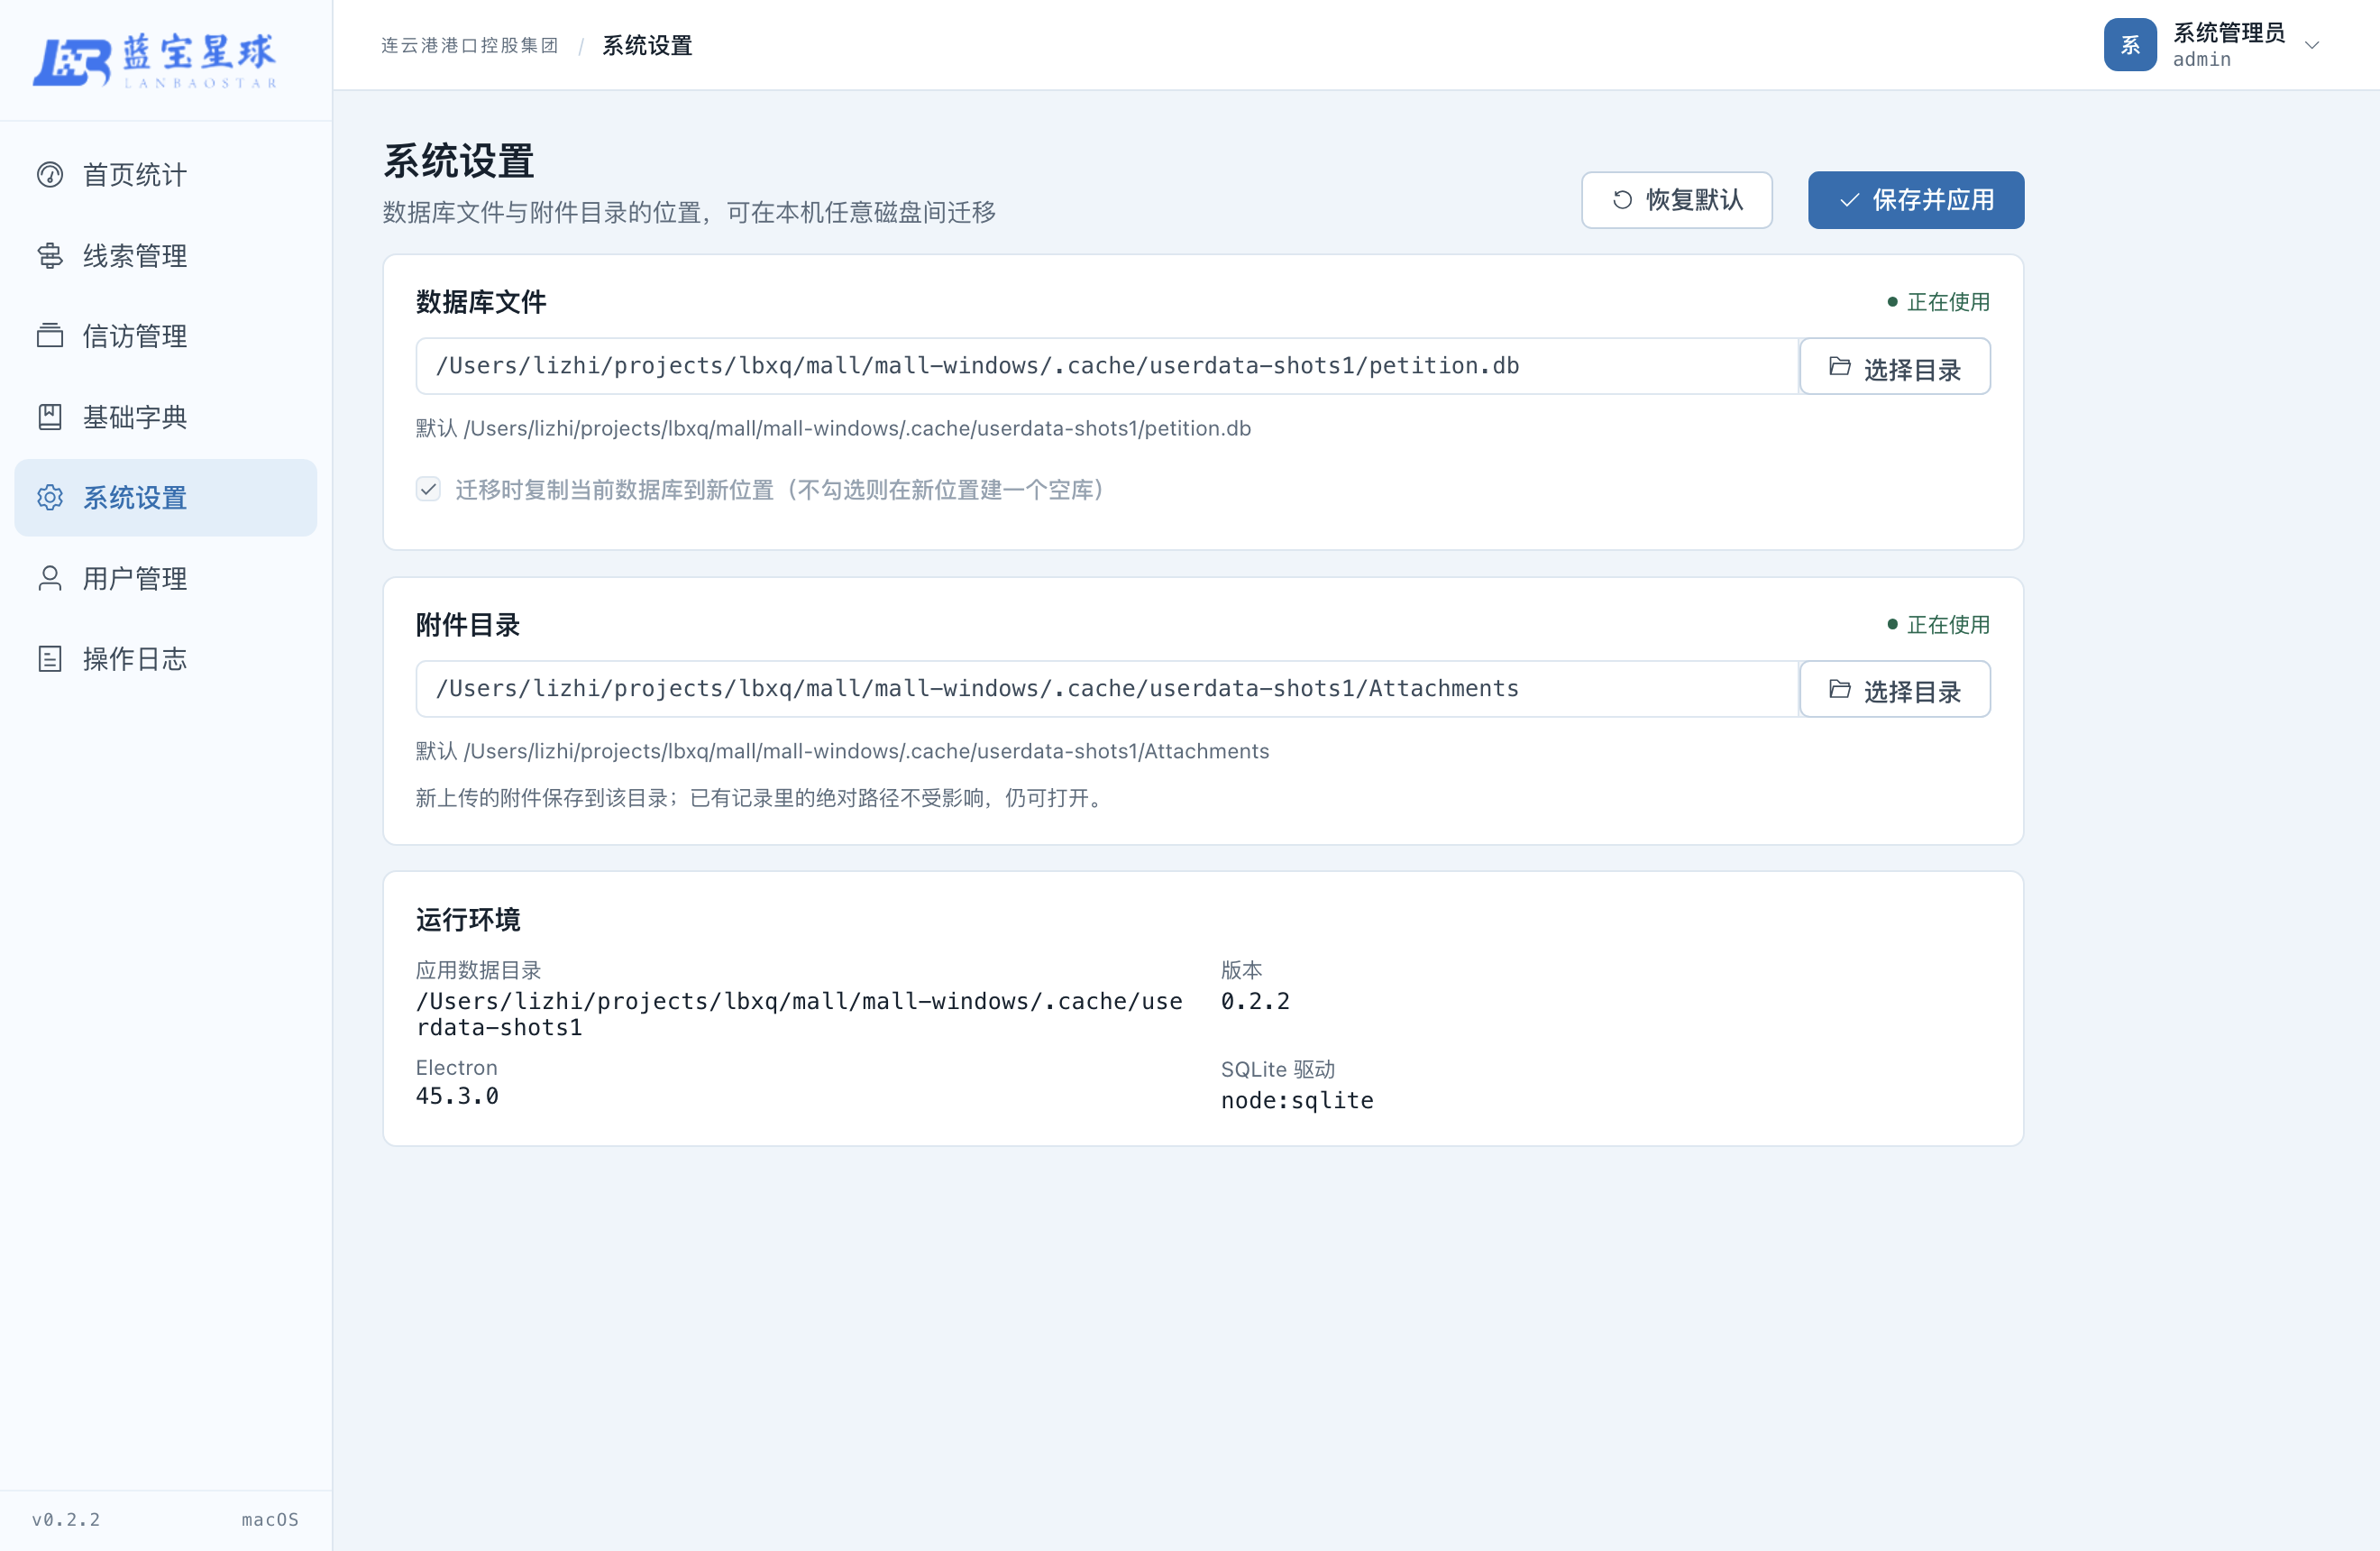 蓝宝星球
LANBAOSTAR
首页统计
线索管理
信访管理
基础字典
系统设置
用户管理
操作日志
v0.2.2 macOS
连云港港口控股集团 / 系统设置
系 系统管理员
admin
系统设置
数据库文件与附件目录的位置，可在本机任意磁盘间迁移
恢复默认 保存并应用
数据库文件 正在使用
/Users/lizhi/projects/lbxq/mall/mall-windows/.cache/userdata-shots1/petition.db 选择目录
默认 /Users/lizhi/projects/lbxq/mall/mall-windows/.cache/userdata-shots1/petition.db
迁移时复制当前数据库到新位置（不勾选则在新位置建一个空库）
附件目录 正在使用
/Users/lizhi/projects/lbxq/mall/mall-windows/.cache/userdata-shots1/Attachments 选择目录
默认 /Users/lizhi/projects/lbxq/mall/mall-windows/.cache/userdata-shots1/Attachments
新上传的附件保存到该目录；已有记录里的绝对路径不受影响，仍可打开。
运行环境
应用数据目录
/Users/lizhi/projects/lbxq/mall/mall-windows/.cache/use
rdata-shots1
版本
0.2.2
Electron
45.3.0
SQLite 驱动
node:sqlite